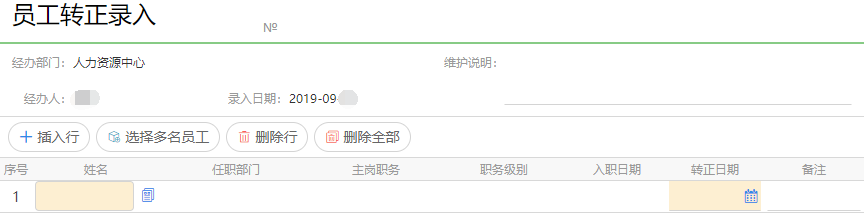 员工转正录入
№
经办部门: 人力资源中心 维护说明:
经办人: 录入日期: 2019-09
插入行 选择多名员工 删除行 删除全部
序号 姓名 任职部门 主岗职务 职务级别 入职日期 转正日期 备注
1